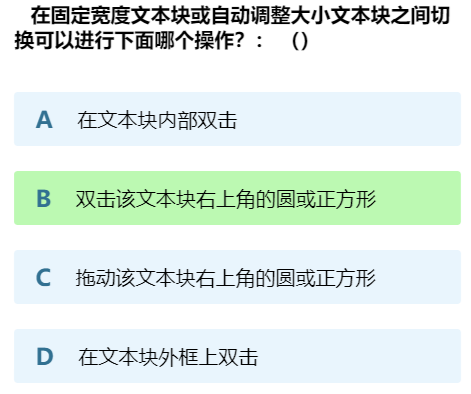 在固定宽度文本块或自动调整大小文本块之间切
换可以进行下面哪个操作？： （）
A 在文本块内部双击
B 双击该文本块右上角的圆或正方形
C 拖动该文本块右上角的圆或正方形
D 在文本块外框上双击